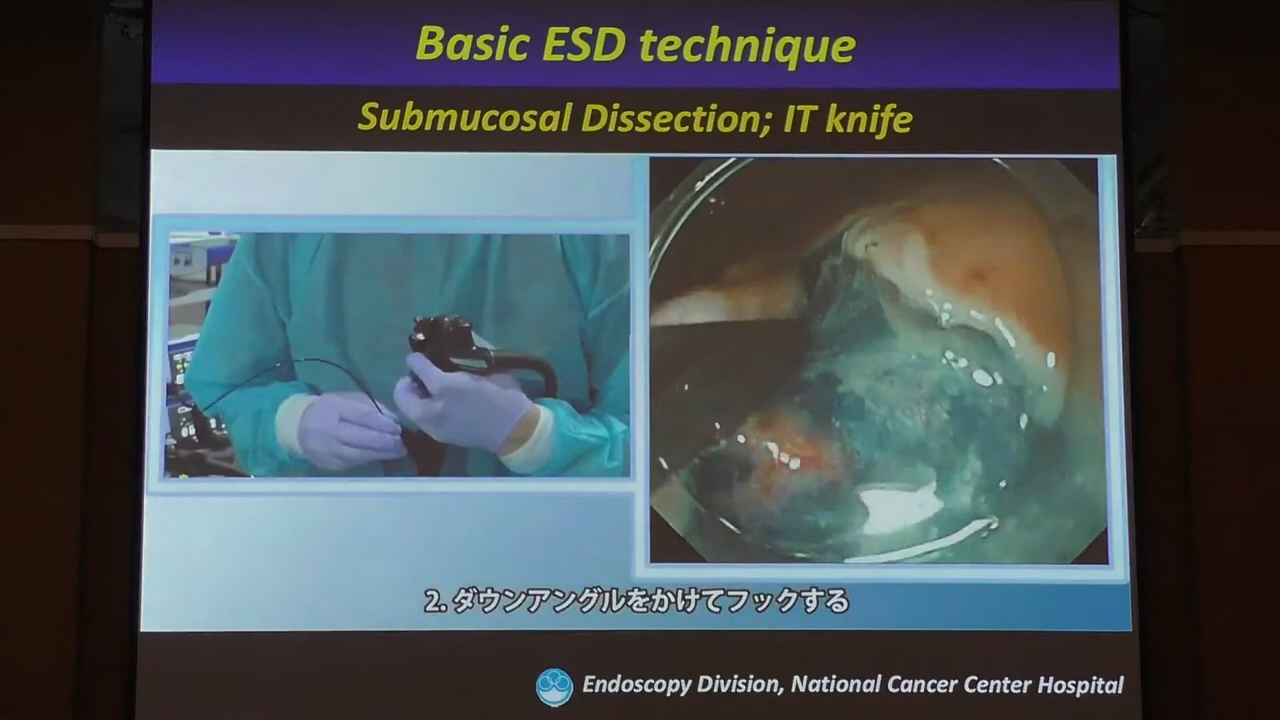 Basic ESD technique
Submucosal Dissection; IT knife
2. ダウンアングルをかけてフックする
Endoscopy Division, National Cancer Center Hospital